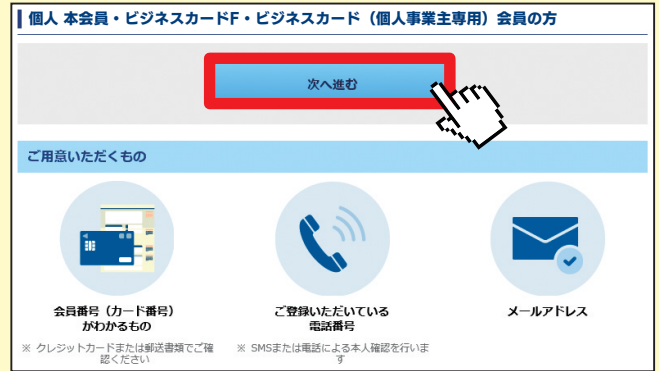 個人 本会員・ビジネスカードF・ビジネスカード（個人事業主専用）会員の方
次へ進む
ご用意いただくもの
会員番号（カード番号）
がわかるもの
※ クレジットカードまたは郵送書類でご確
認ください
ご登録いただいている
電話番号
※ SMSまたは電話による本人確認を行いま
す
メールアドレス